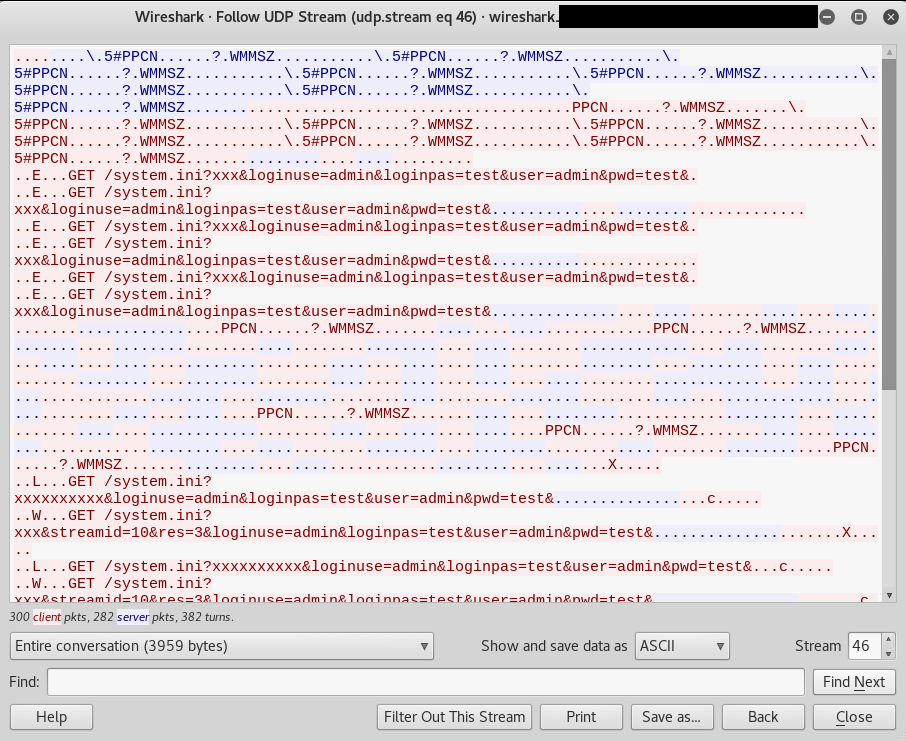 Wireshark · Follow UDP Stream (udp.stream eq 46) · wireshark.
............\.5#PPCN......?.WMMSZ...........\.5#PPCN......?.WMMSZ...........\.
5#PPCN......?.WMMSZ...........\.5#PPCN......?.WMMSZ...........\.5#PPCN......?.WMMSZ...........\.
5#PPCN......?.WMMSZ...........\.5#PPCN......?.WMMSZ...........\.
5#PPCN......?.WMMSZ...........................................PPCN......?.WMMSZ.......\.
5#PPCN......?.WMMSZ...........\.5#PPCN......?.WMMSZ...........\.5#PPCN......?.WMMSZ...........\.
5#PPCN......?.WMMSZ...........\.5#PPCN......?.WMMSZ...........\.5#PPCN......?.WMMSZ...........\.
5#PPCN......?.WMMSZ................................
..E...GET /system.ini?xxx&loginuse=admin&loginpas=test&user=admin&pwd=test&.
..E...GET /system.ini?
xxx&loginuse=admin&loginpas=test&user=admin&pwd=test&...................................
..E...GET /system.ini?xxx&loginuse=admin&loginpas=test&user=admin&pwd=test&.
..E...GET /system.ini?
xxx&loginuse=admin&loginpas=test&user=admin&pwd=test&.......................
..E...GET /system.ini?xxx&loginuse=admin&loginpas=test&user=admin&pwd=test&.
..E...GET /system.ini?
xxx&loginuse=admin&loginpas=test&user=admin&pwd=test&...........................................
.......................PPCN......?.WMMSZ...............................PPCN......?.WMMSZ........
................................................................................................
................................................................................................
................................................................................................
................................................................................................
...........................PPCN......?.WMMSZ....................................................
...........................................................PPCN......?.WMMSZ....................
...........................................................................................PPCN.
.....?.WMMSZ......................................................X.....
..L...GET /system.ini?
xxxxxxxxxx&loginuse=admin&loginpas=test&user=admin&pwd=test&.................c.....
..W...GET /system.ini?
xxx&streamid=10&res=3&loginuse=admin&loginpas=test&user=admin&pwd=test&.....................X...
..
..L...GET /system.ini?xxxxxxxxxx&loginuse=admin&loginpas=test&user=admin&pwd=test&...c.....
..W...GET /system.ini?
xxx&streamid=10&res=3&loginuse=admin&loginpas=test&user=admin&pwd=test&.......................c.
300 client pkts, 282 server pkts, 382 turns.
Entire conversation (3959 bytes)
Show and save data as
ASCII
Stream
46
Find:
Find Next
Help
Filter Out This Stream
Print
Save as...
Back
Close